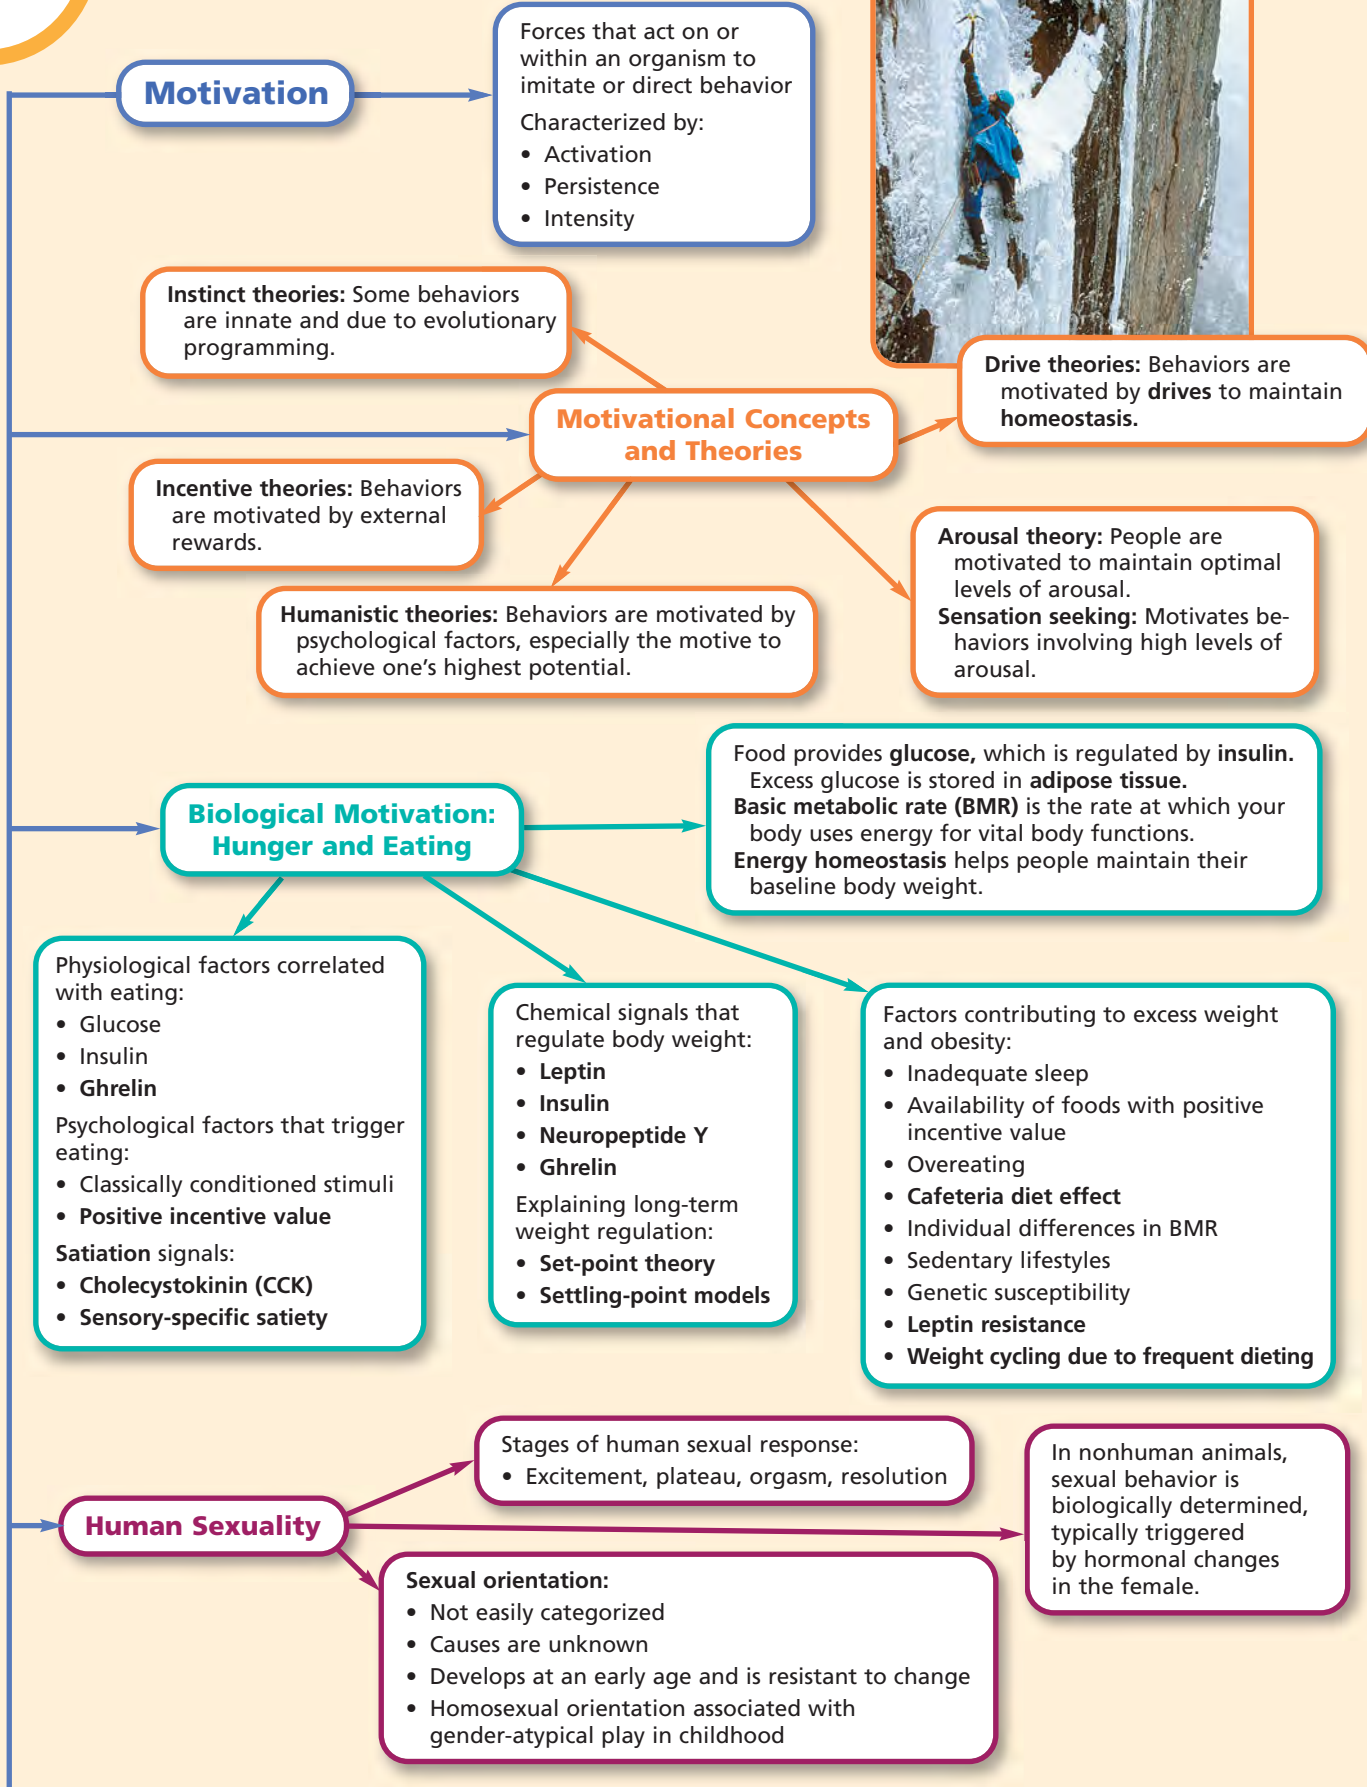 Motivation
Forces that act on or
within an organism to
imitate or direct behavior
Characterized by:
• Activation
• Persistence
• Intensity
Instinct theories: Some behaviors
are innate and due to evolutionary
programming.
Motivational Concepts
and Theories
Drive theories: Behaviors are
motivated by drives to maintain
homeostasis.
Incentive theories: Behaviors
are motivated by external
rewards.
Humanistic theories: Behaviors are motivated by
psychological factors, especially the motive to
achieve one's highest potential.
Arousal theory: People are
motivated to maintain optimal
levels of arousal.
Sensation seeking: Motivates be-
haviors involving high levels of
arousal.
Biological Motivation:
Hunger and Eating
Food provides glucose, which is regulated by insulin.
Excess glucose is stored in adipose tissue.
Basic metabolic rate (BMR) is the rate at which your
body uses energy for vital body functions.
Energy homeostasis helps people maintain their
baseline body weight.
Physiological factors correlated
with eating:
• Glucose
• Insulin
• Ghrelin
Psychological factors that trigger
eating:
• Classically conditioned stimuli
• Positive incentive value
Satiation signals:
• Cholecystokinin (CCK)
• Sensory-specific satiety
Chemical signals that
regulate body weight:
• Leptin
• Insulin
• Neuropeptide Y
• Ghrelin
Explaining long-term
weight regulation:
• Set-point theory
• Settling-point models
Factors contributing to excess weight
and obesity:
• Inadequate sleep
• Availability of foods with positive
incentive value
• Overeating
• Cafeteria diet effect
• Individual differences in BMR
• Sedentary lifestyles
• Genetic susceptibility
• Leptin resistance
• Weight cycling due to frequent dieting
Human Sexuality
Stages of human sexual response:
• Excitement, plateau, orgasm, resolution
In nonhuman animals,
sexual behavior is
biologically determined,
typically triggered
by hormonal changes
in the female.
Sexual orientation:
• Not easily categorized
• Causes are unknown
• Develops at an early age and is resistant to change
• Homosexual orientation associated with
gender-atypical play in childhood